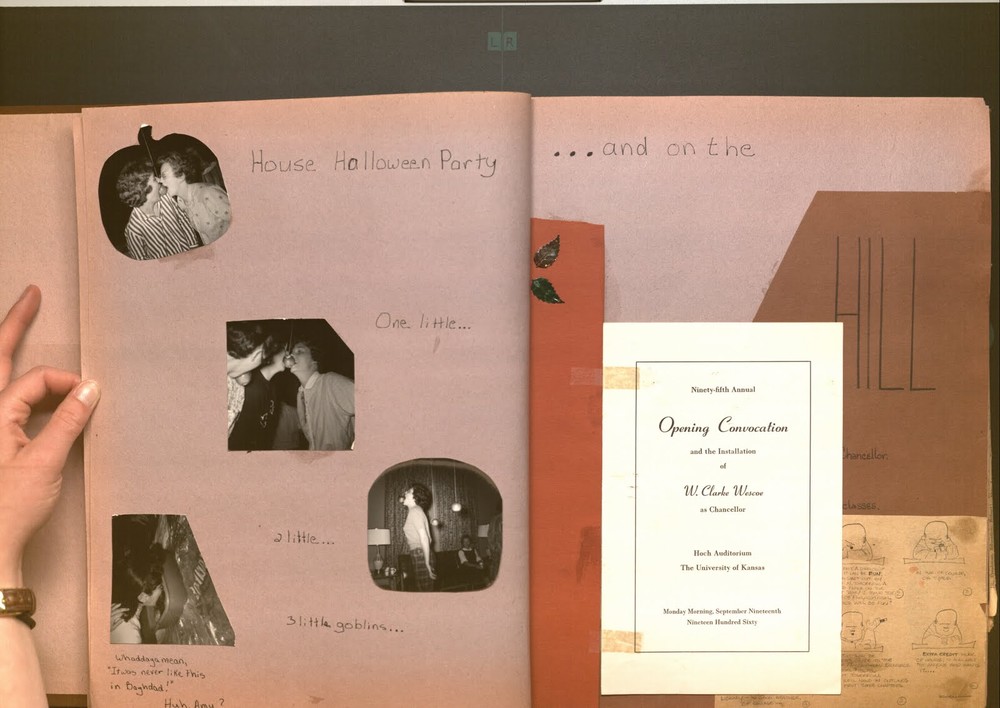 L R
House Halloween Party
One little...
2 little...
3 little goblins...
Whaddaya mean,
"It was never like this
in Baghdad."
Huh, Amy?
...and on the
HILL
Ninety-fifth Annual
Opening Convocation
and the Installation
of
W. Clarke Wescoe
as Chancellor
Hoch Auditorium
The University of Kansas
Monday Morning, September Nineteenth
Nineteen Hundred Sixty
Chancellor.
CLASSES.